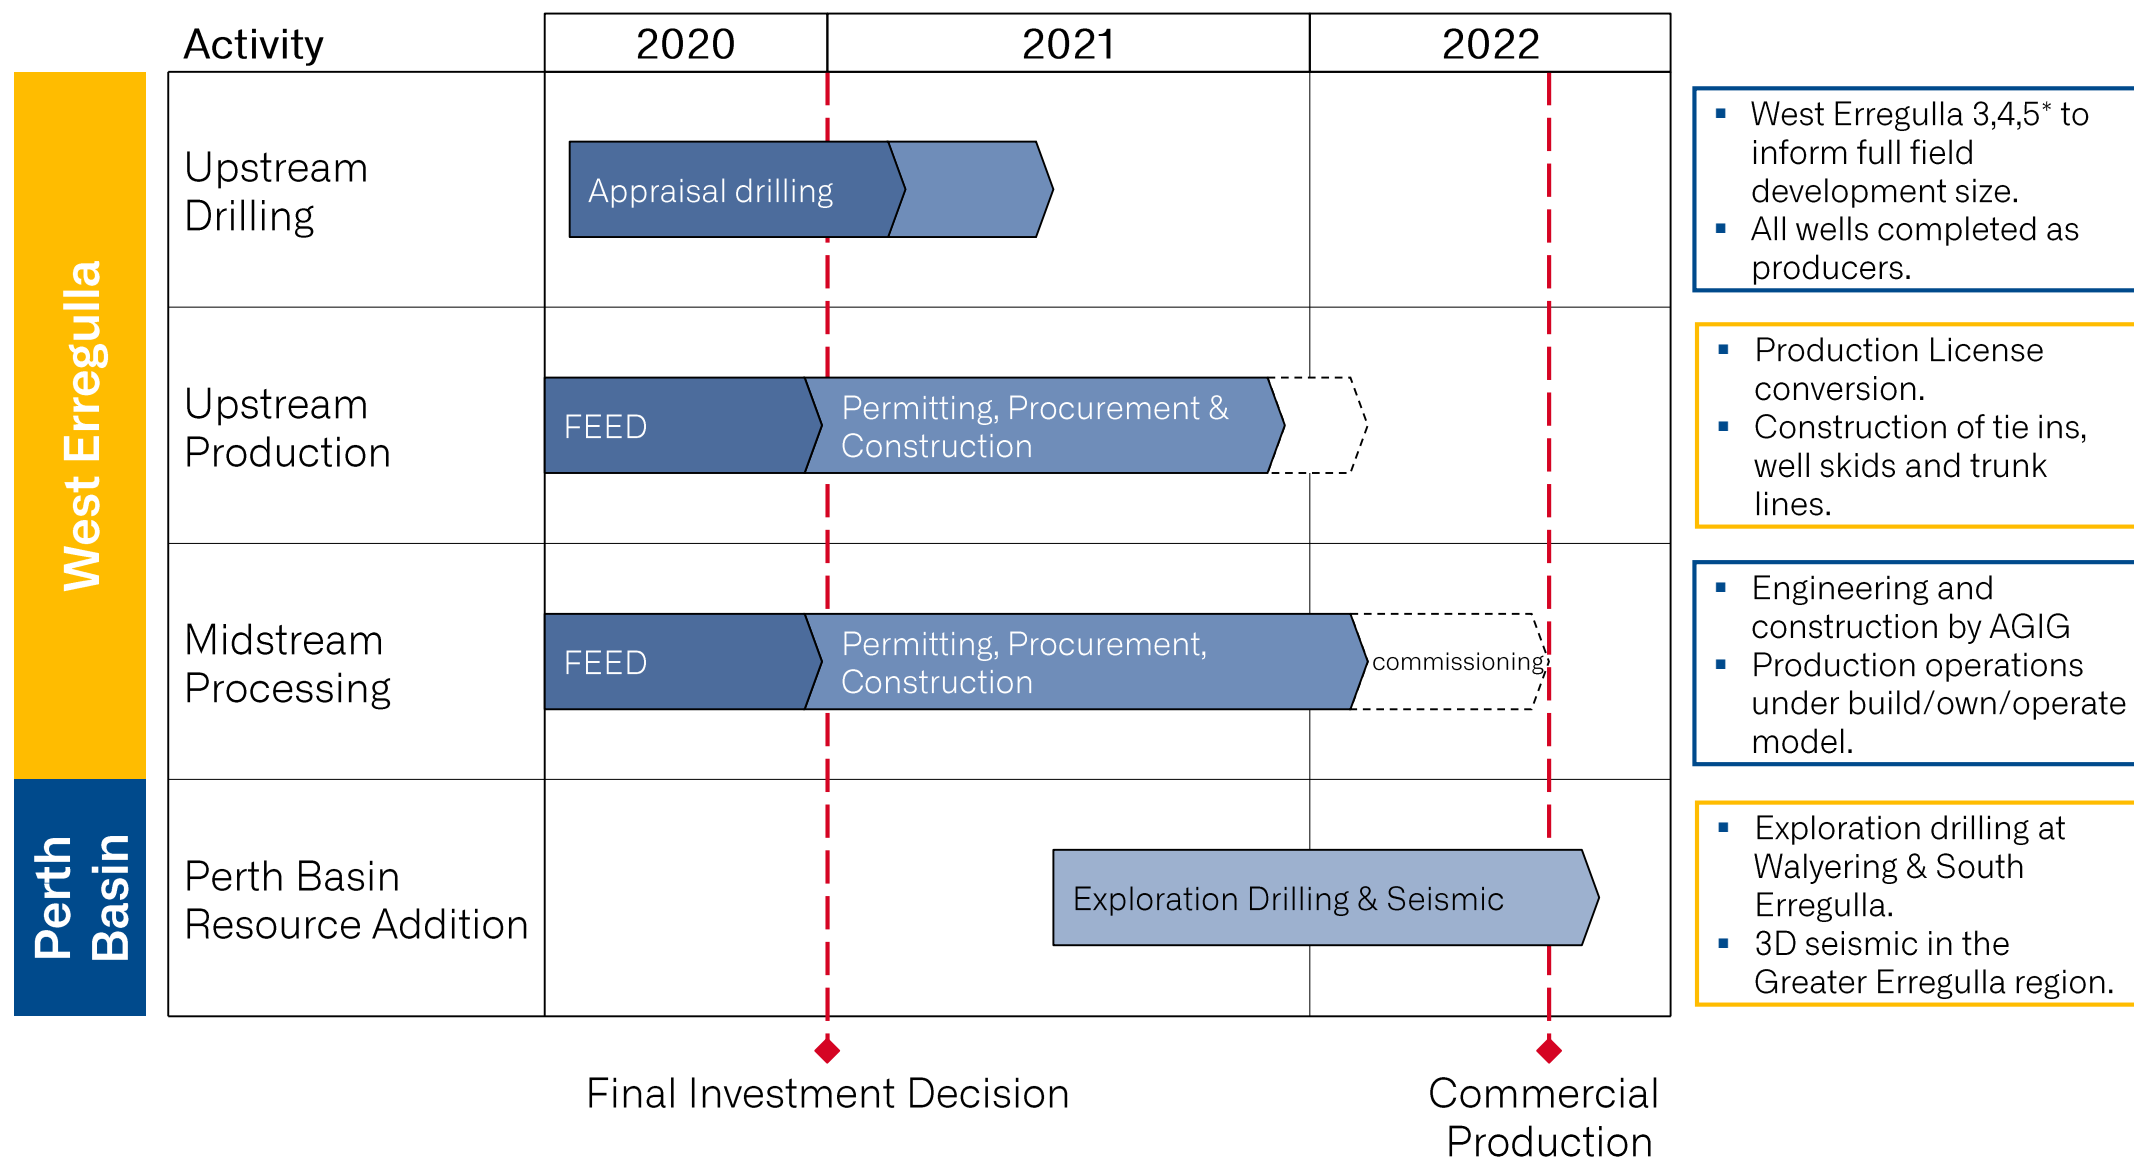 Activity
2020
2021
2022
West Erregulla
Upstream
Drilling
Appraisal drilling
▪ West Erregulla 3,4,5* to
inform full field
development size.
▪ All wells completed as
producers.
Upstream
Production
FEED
Permitting, Procurement &
Construction
▪ Production License
conversion.
▪ Construction of tie ins,
well skids and trunk
lines.
Midstream
Processing
FEED
Permitting, Procurement,
Construction
commissioning
▪ Engineering and
construction by AGIG
▪ Production operations
under build/own/operate
model.
Perth
Basin
Perth Basin
Resource Addition
Exploration Drilling & Seismic
▪ Exploration drilling at
Walyering & South
Erregulla.
▪ 3D seismic in the
Greater Erregulla region.
Final Investment Decision
Commercial
Production